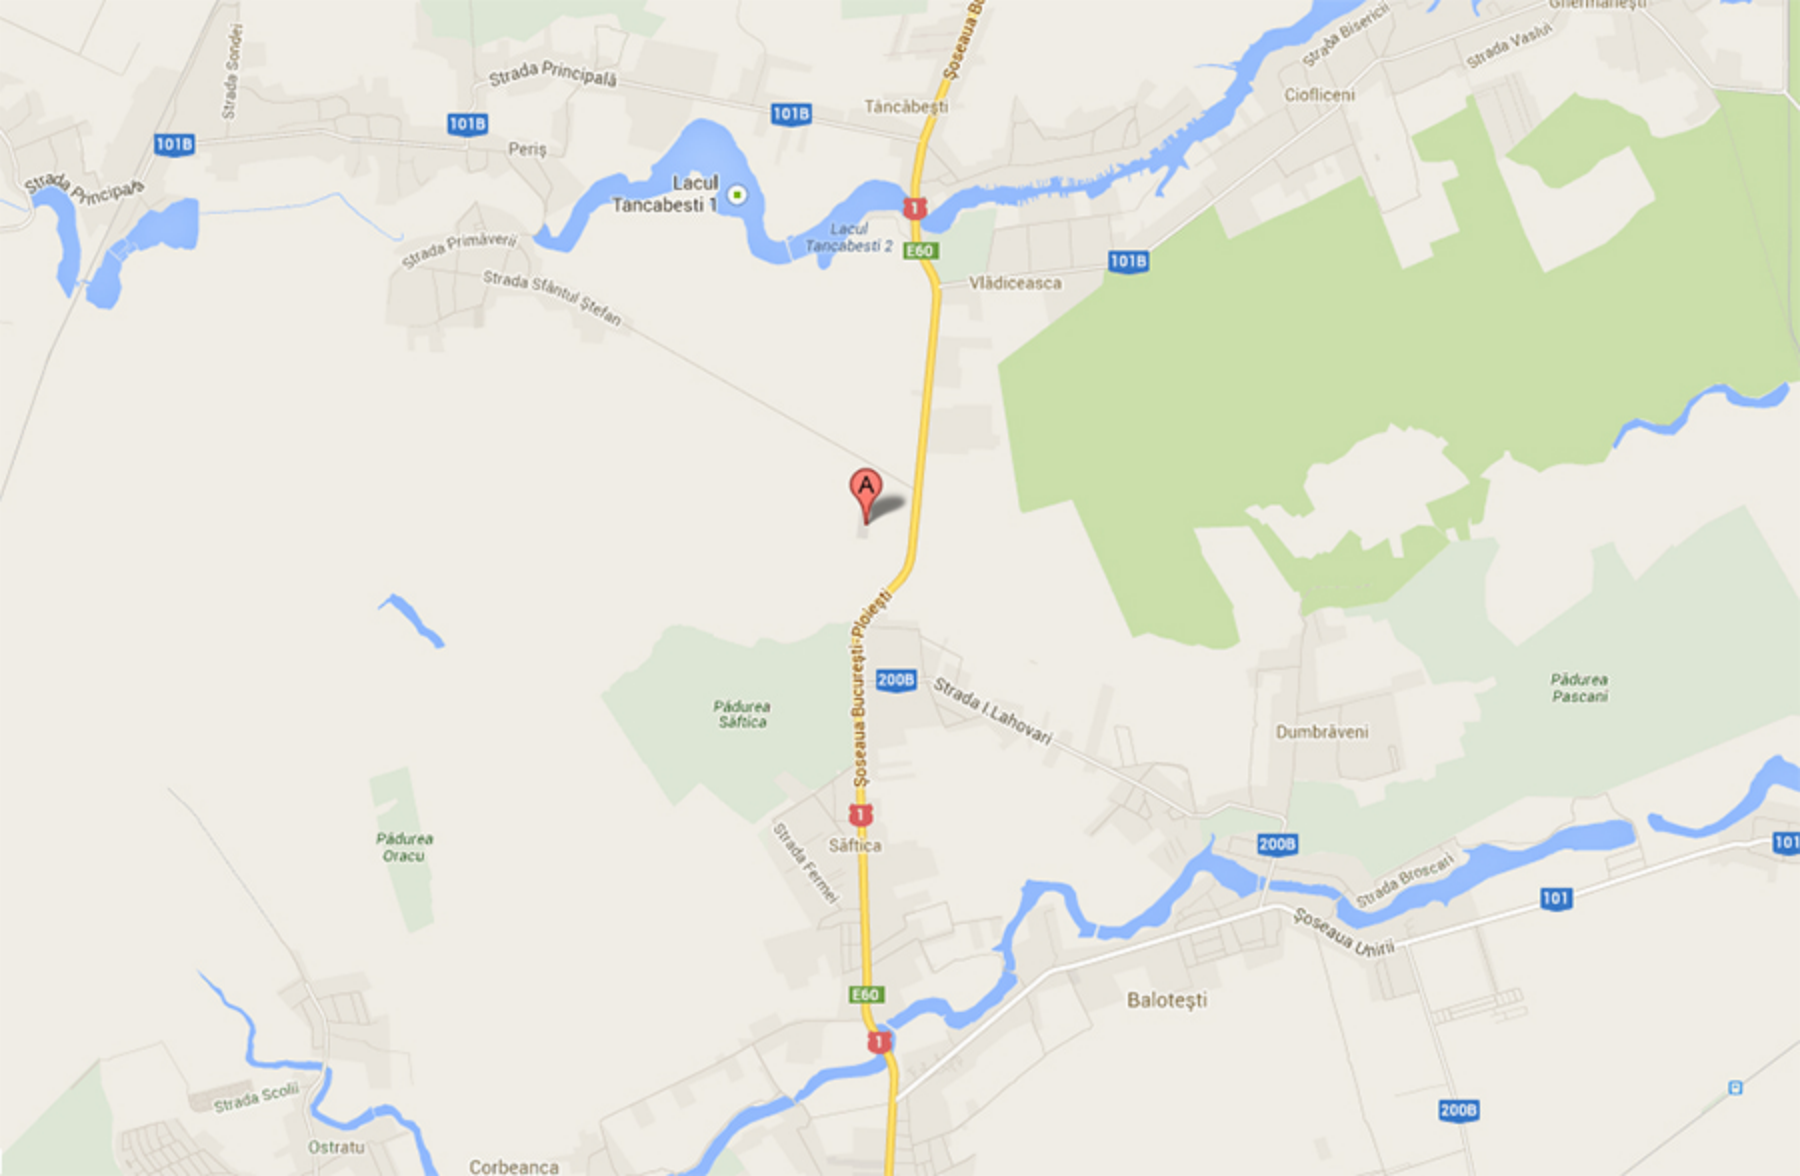 Ghermănești
Șoseaua Bu
Strada Bisericii
Strada Vaslui
Strada Sondei
Strada Principală
Ciofliceni
101B
Tâncăbești
101B
101B
Periș
Strada Principală
Lacul
Tancabesti 1
1
Lacul
Tancabesti 2
Strada Primăverii
E60
101B
Vlădiceasca
Strada Sfântul Ștefan
A
Șoseaua București-Ploiești
200B
Strada I.Lahovari
Pădurea
Pascani
Pădurea
Săftica
Dumbrăveni
1
Săftica
Pădurea
Oracu
Strada Fermei
200B
101
Strada Broscari
101
Șoseaua Unirii
E60
Balotești
1
Strada Scolii
200B
Ostratu
Corbeanca